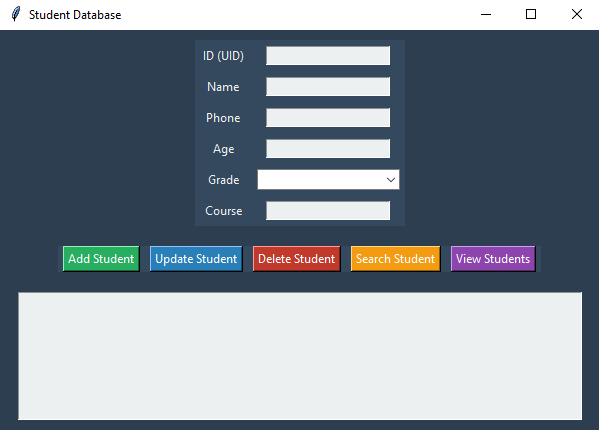 Student Database
ID (UID)
Name
Phone
Age
Grade
Course
Add Student Update Student Delete Student Search Student View Students